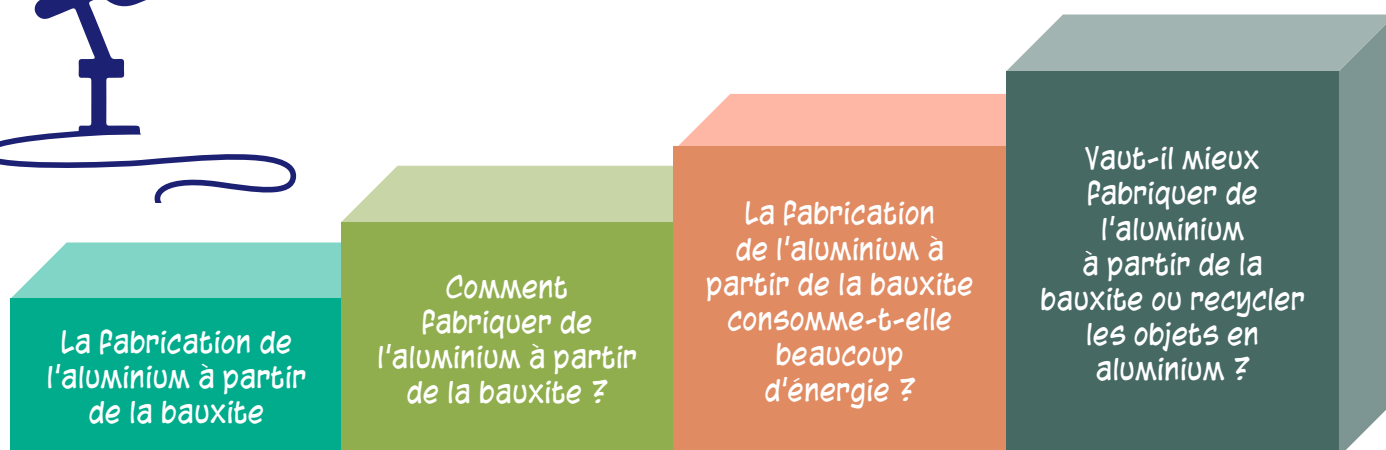 La fabrication de
l'aluminium à partir
de la bauxite
Comment
fabriquer de
l'aluminium à partir
de la bauxite ?
La fabrication
de l'aluminium à
partir de la bauxite
consomme-t-elle
beaucoup
d'énergie ?
Vaut-il mieux
fabriquer de
l'aluminium
à partir de la
bauxite ou recycler
les objets en
aluminium ?